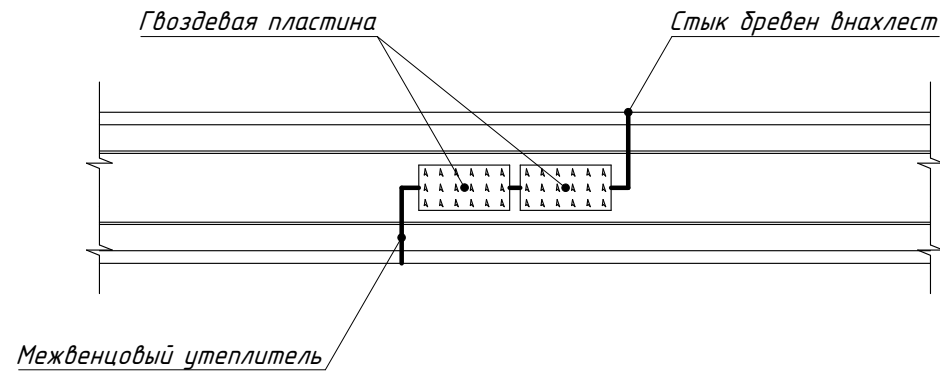 Гвоздевая пластина
Стык бревен внахлест
Межвенцовый утеплитель